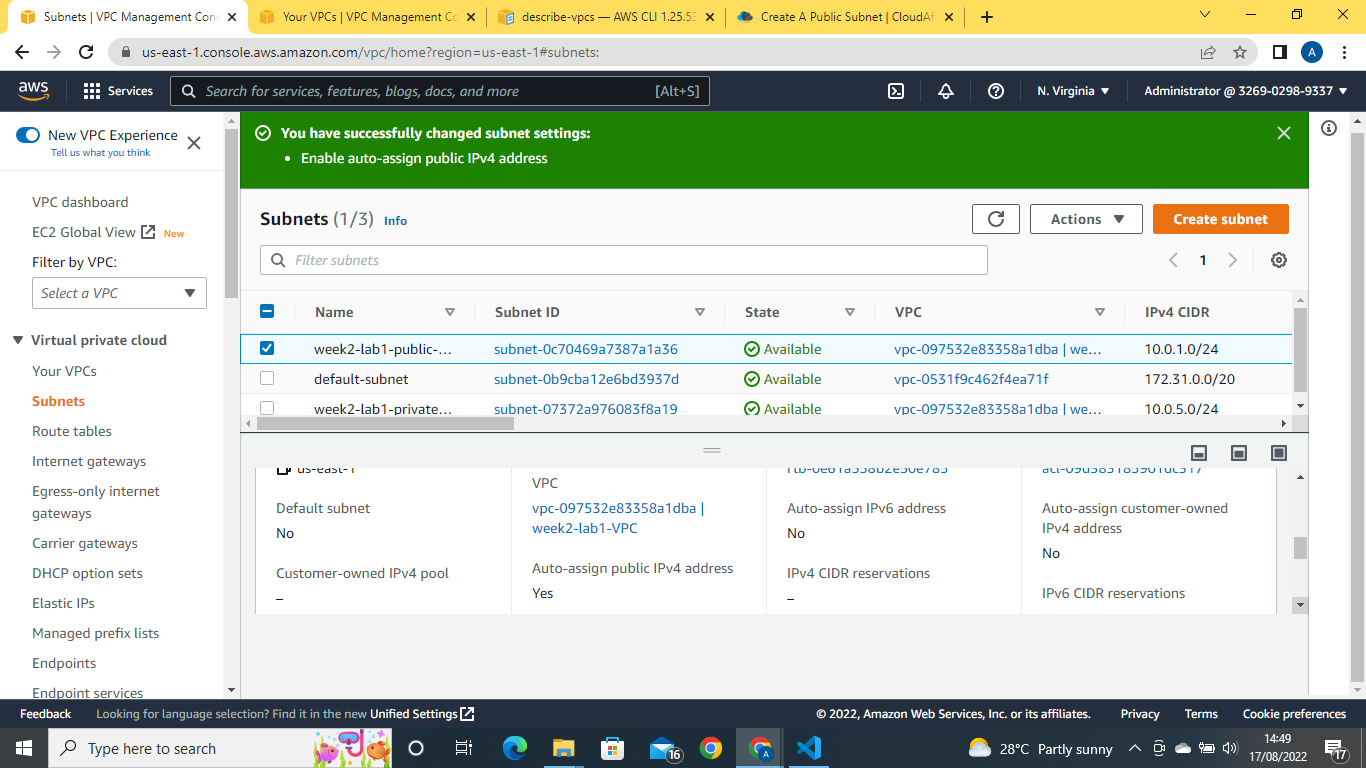 Subnets | VPC Management Con
Your VPCs | VPC Management Co
describe-vpcs — AWS CLI 1.25.53
Create A Public Subnet | CloudAf
us-east-1.console.aws.amazon.com/vpc/home?region=us-east-1#subnets:
A
aws
Services
Search for services, features, blogs, docs, and more
[Alt+S]
N. Virginia
Administrator @ 3269-0298-9337
New VPC Experience
Tell us what you think
VPC dashboard
EC2 Global View New
Filter by VPC:
Select a VPC
Virtual private cloud
Your VPCs
Subnets
Route tables
Internet gateways
Egress-only internet
gateways
Carrier gateways
DHCP option sets
Elastic IPs
Managed prefix lists
Endpoints
Endpoint services
You have successfully changed subnet settings:
• Enable auto-assign public IPv4 address
Subnets (1/3) Info
Actions
Create subnet
Filter subnets
1
Name Subnet ID State VPC IPv4 CIDR
week2-lab1-public-... subnet-0c70469a7387a1a36 Available vpc-097532e83358a1dba | we... 10.0.1.0/24
default-subnet subnet-0b9cba12e6bd3937d Available vpc-0531f9c462f4ea71f 172.31.0.0/20
week2-lab1-private... subnet-07372a976083f8a19 Available vpc-097532e83358a1dba | we... 10.0.5.0/24
us-east-1
Default subnet
No
Customer-owned IPv4 pool
–
VPC
vpc-097532e83358a1dba |
week2-lab1-VPC
Auto-assign public IPv4 address
Yes
Auto-assign IPv6 address
No
IPv4 CIDR reservations
–
Auto-assign customer-owned
IPv4 address
No
IPv6 CIDR reservations
Feedback
Looking for language selection? Find it in the new Unified Settings
© 2022, Amazon Web Services, Inc. or its affiliates.
Privacy
Terms
Cookie preferences
Type here to search
16
A
28°C Partly sunny
14:49
17/08/2022
17